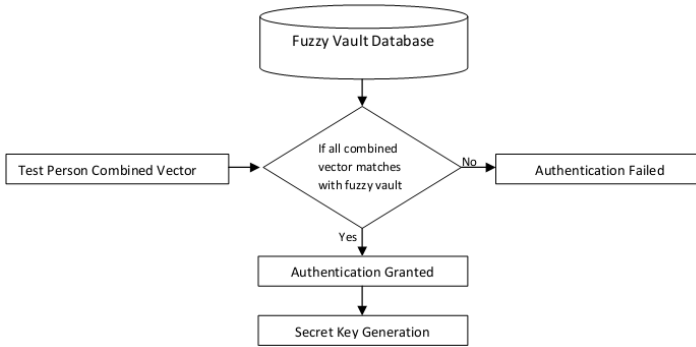 Fuzzy Vault Database
If all combined
vector matches
with fuzzy vault
Test Person Combined Vector
No
Authentication Failed
Yes
Authentication Granted
Secret Key Generation